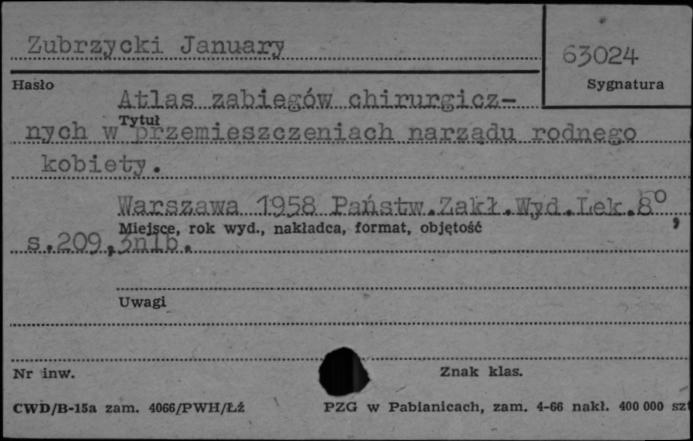 Zubrzycki January
63024
Hasło
Sygnatura
Atlas zabiegów chirurgicz-
Tytuł
nych w przemieszczeniach narządu rodnego
kobiety.
Warszawa 1958 Państw.Zakł.Wyd.Lek.8°,
Miejsce, rok wyd., nakładca, format, objętość
s.209,3nlb.
Uwagi
Nr inw.
Znak klas.
CWD/B-15a zam. 4066/PWH/Łź
PZG w Pabianicach, zam. 4-66 nakł. 400 000 szt